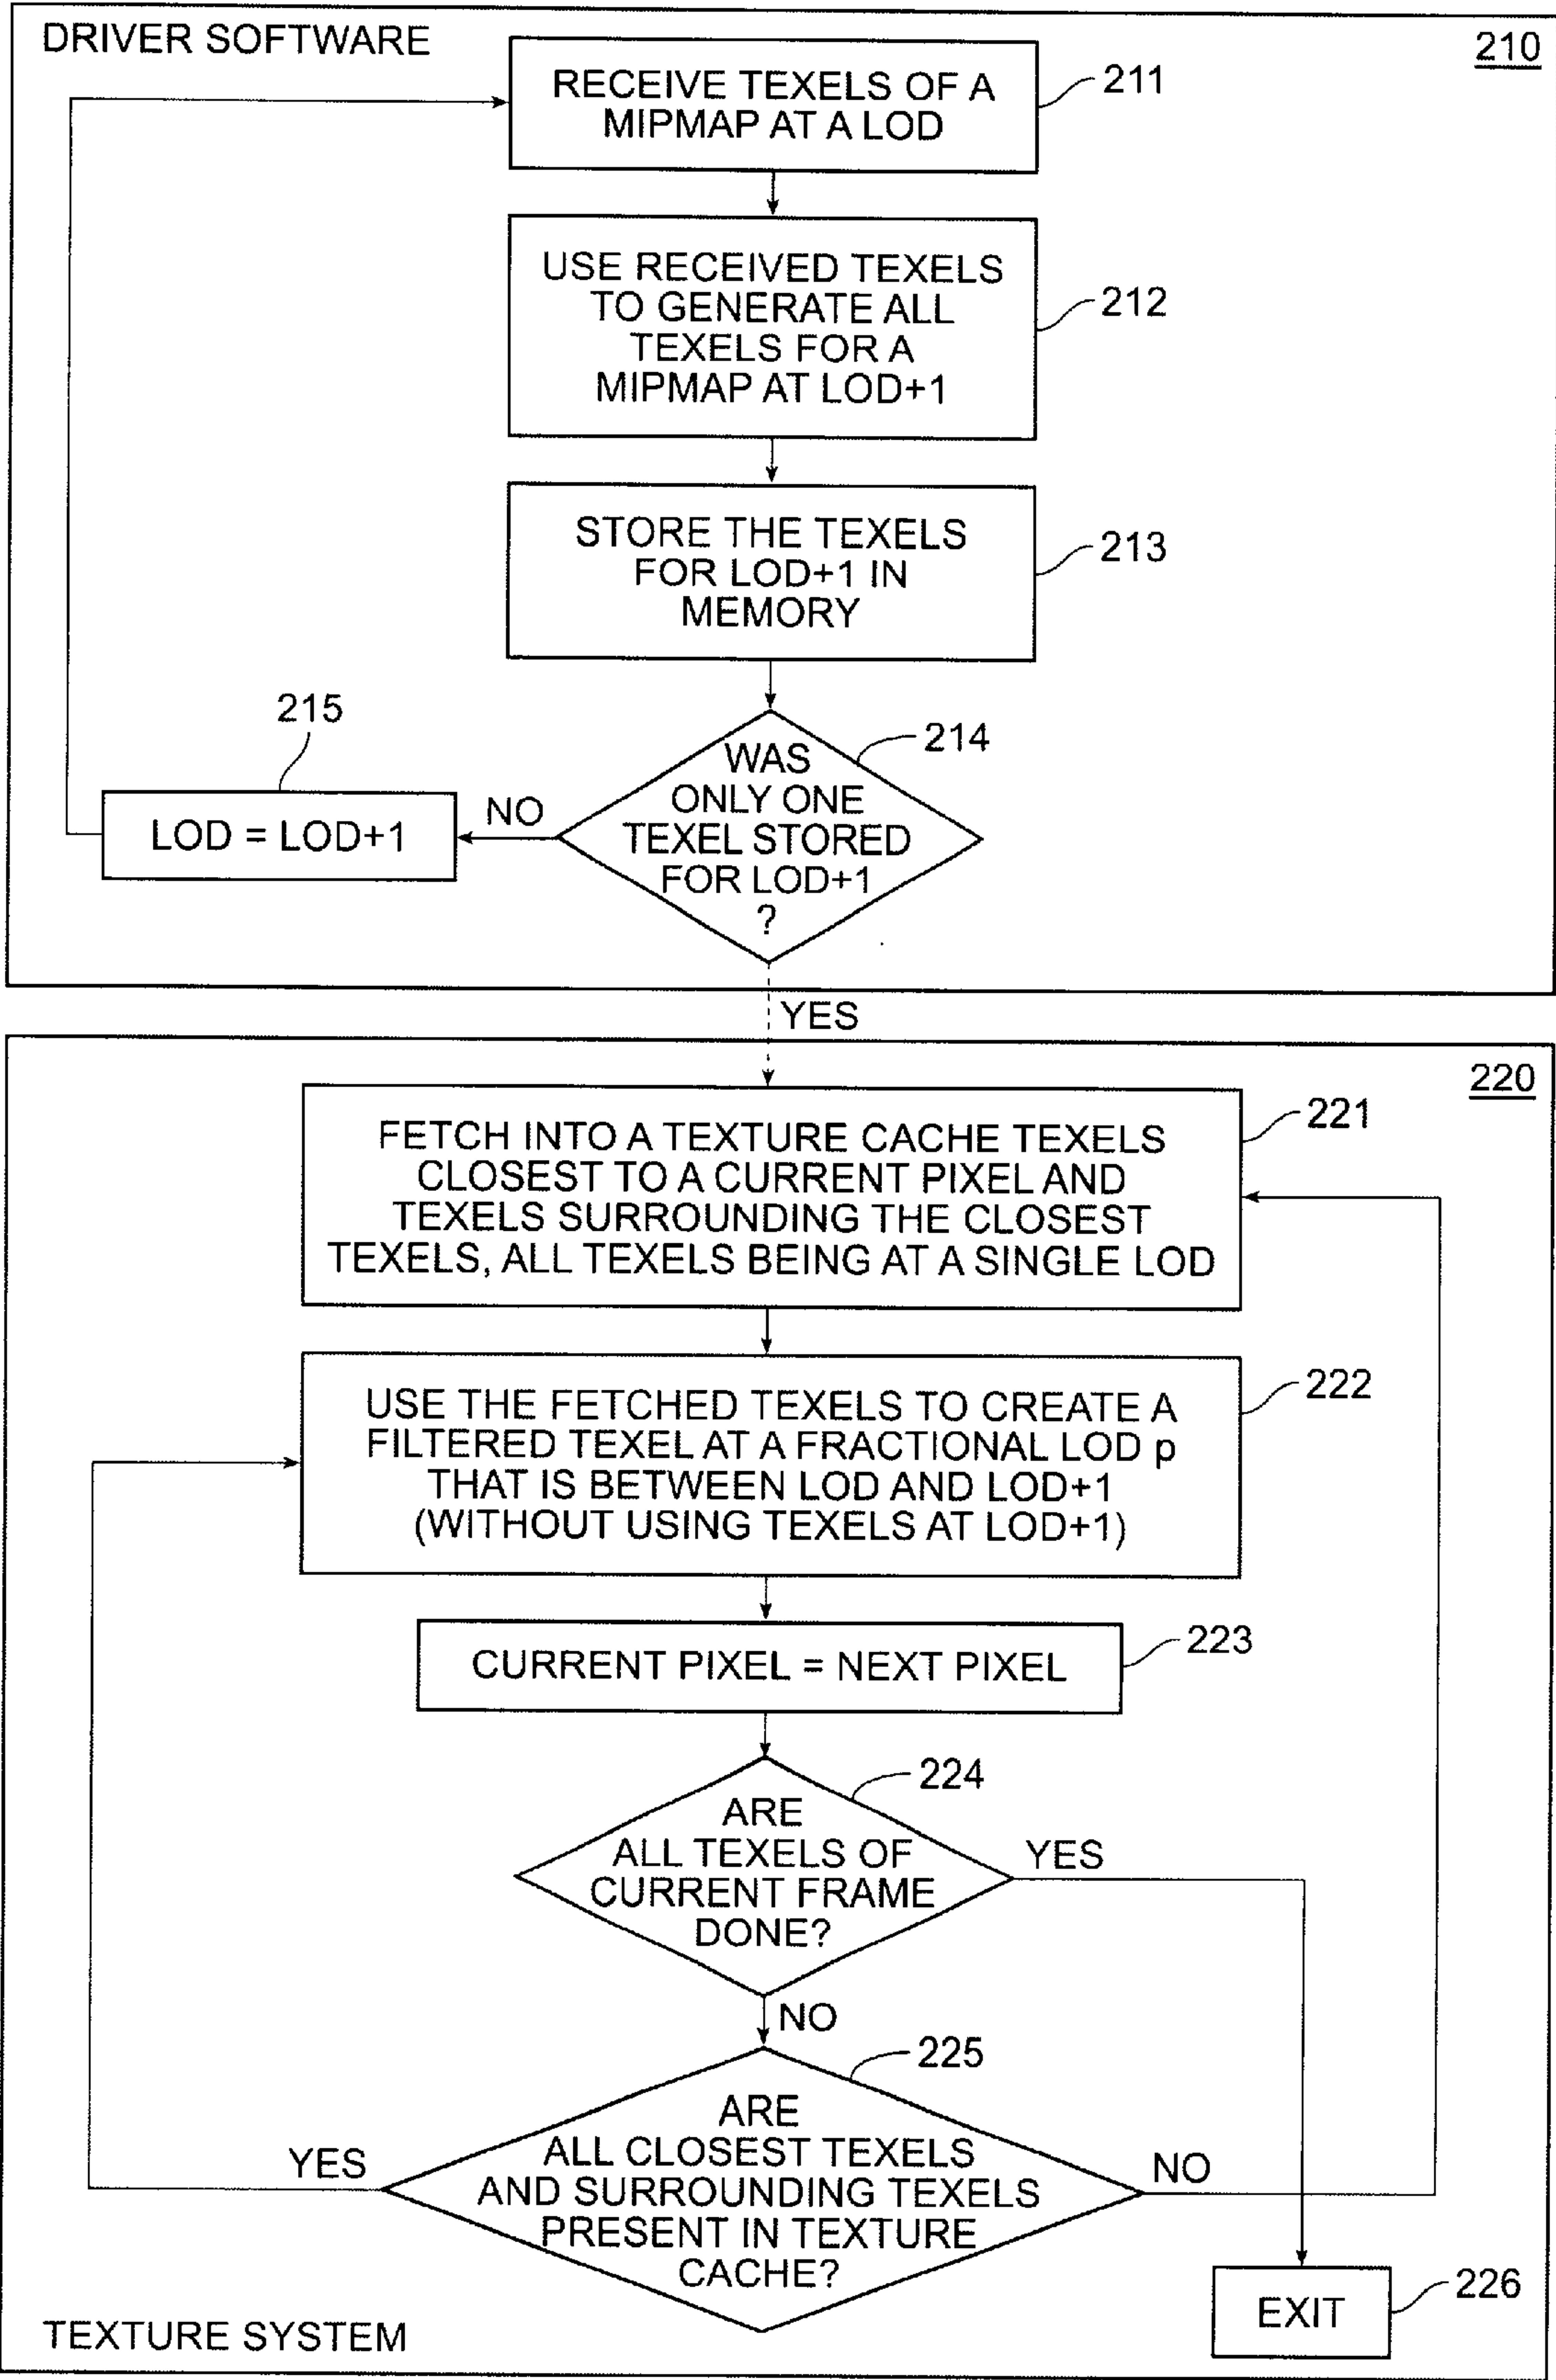 DRIVER SOFTWARE
210
RECEIVE TEXELS OF A
MIPMAP AT A LOD
211
USE RECEIVED TEXELS
TO GENERATE ALL
TEXELS FOR A
MIPMAP AT LOD+1
212
STORE THE TEXELS
FOR LOD+1 IN
MEMORY
213
WAS
ONLY ONE
TEXEL STORED
FOR LOD+1
?
214
215
NO
LOD = LOD+1
YES
220
FETCH INTO A TEXTURE CACHE TEXELS
CLOSEST TO A CURRENT PIXEL AND
TEXELS SURROUNDING THE CLOSEST
TEXELS, ALL TEXELS BEING AT A SINGLE LOD
221
USE THE FETCHED TEXELS TO CREATE A
FILTERED TEXEL AT A FRACTIONAL LOD p
THAT IS BETWEEN LOD AND LOD+1
(WITHOUT USING TEXELS AT LOD+1)
222
CURRENT PIXEL = NEXT PIXEL
223
ARE
ALL TEXELS OF
CURRENT FRAME
DONE?
224
YES
NO
ARE
ALL CLOSEST TEXELS
AND SURROUNDING TEXELS
PRESENT IN TEXTURE
CACHE?
225
YES
NO
EXIT
226
TEXTURE SYSTEM